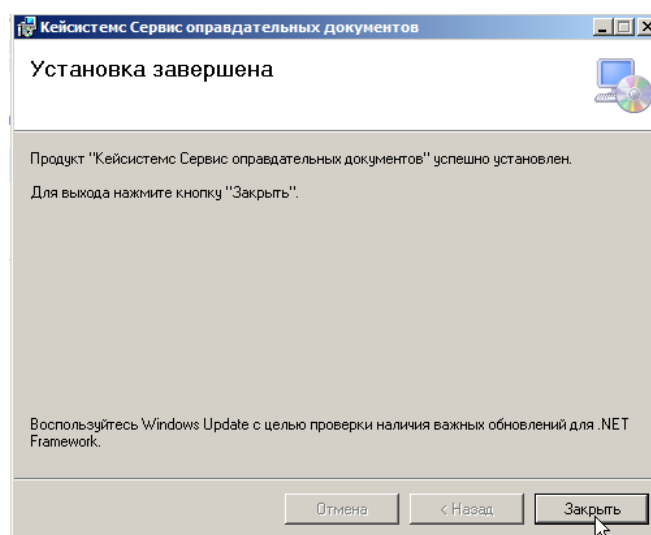 Кейсистемс Сервис оправдательных документов
Установка завершена
Продукт "Кейсистемс Сервис оправдательных документов" успешно установлен.
Для выхода нажмите кнопку "Закрыть".
Воспользуйтесь Windows Update с целью проверки наличия важных обновлений для .NET
Framework.
Отмена
< Назад
Закрыть